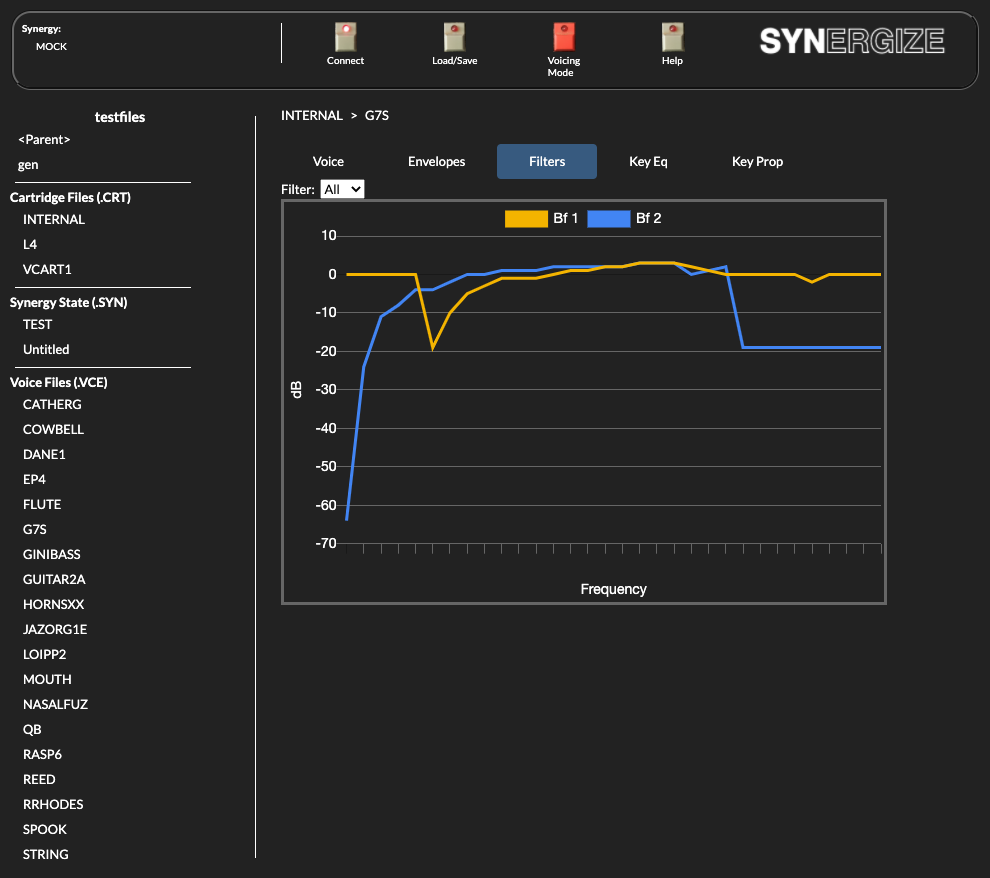 Synergy:
MOCK
Connect
Load/Save
Voicing
Mode
Help
SYNERGIZE
testfiles
<Parent>
gen
Cartridge Files (.CRT)
INTERNAL
L4
VCART1
Synergy State (.SYN)
TEST
Untitled
Voice Files (.VCE)
CATHERG
COWBELL
DANE1
EP4
FLUTE
G7S
GINIBASS
GUITAR2A
HORNSXX
JAZORG1E
LOIPP2
MOUTH
NASALFUZ
QB
RASP6
REED
RRHODES
SPOOK
STRING
INTERNAL > G7S
Voice Envelopes Filters Key Eq Key Prop
Filter: All
Bf 1 Bf 2
10
0
-10
-20
-30
-40
-50
-60
-70
dB
Frequency